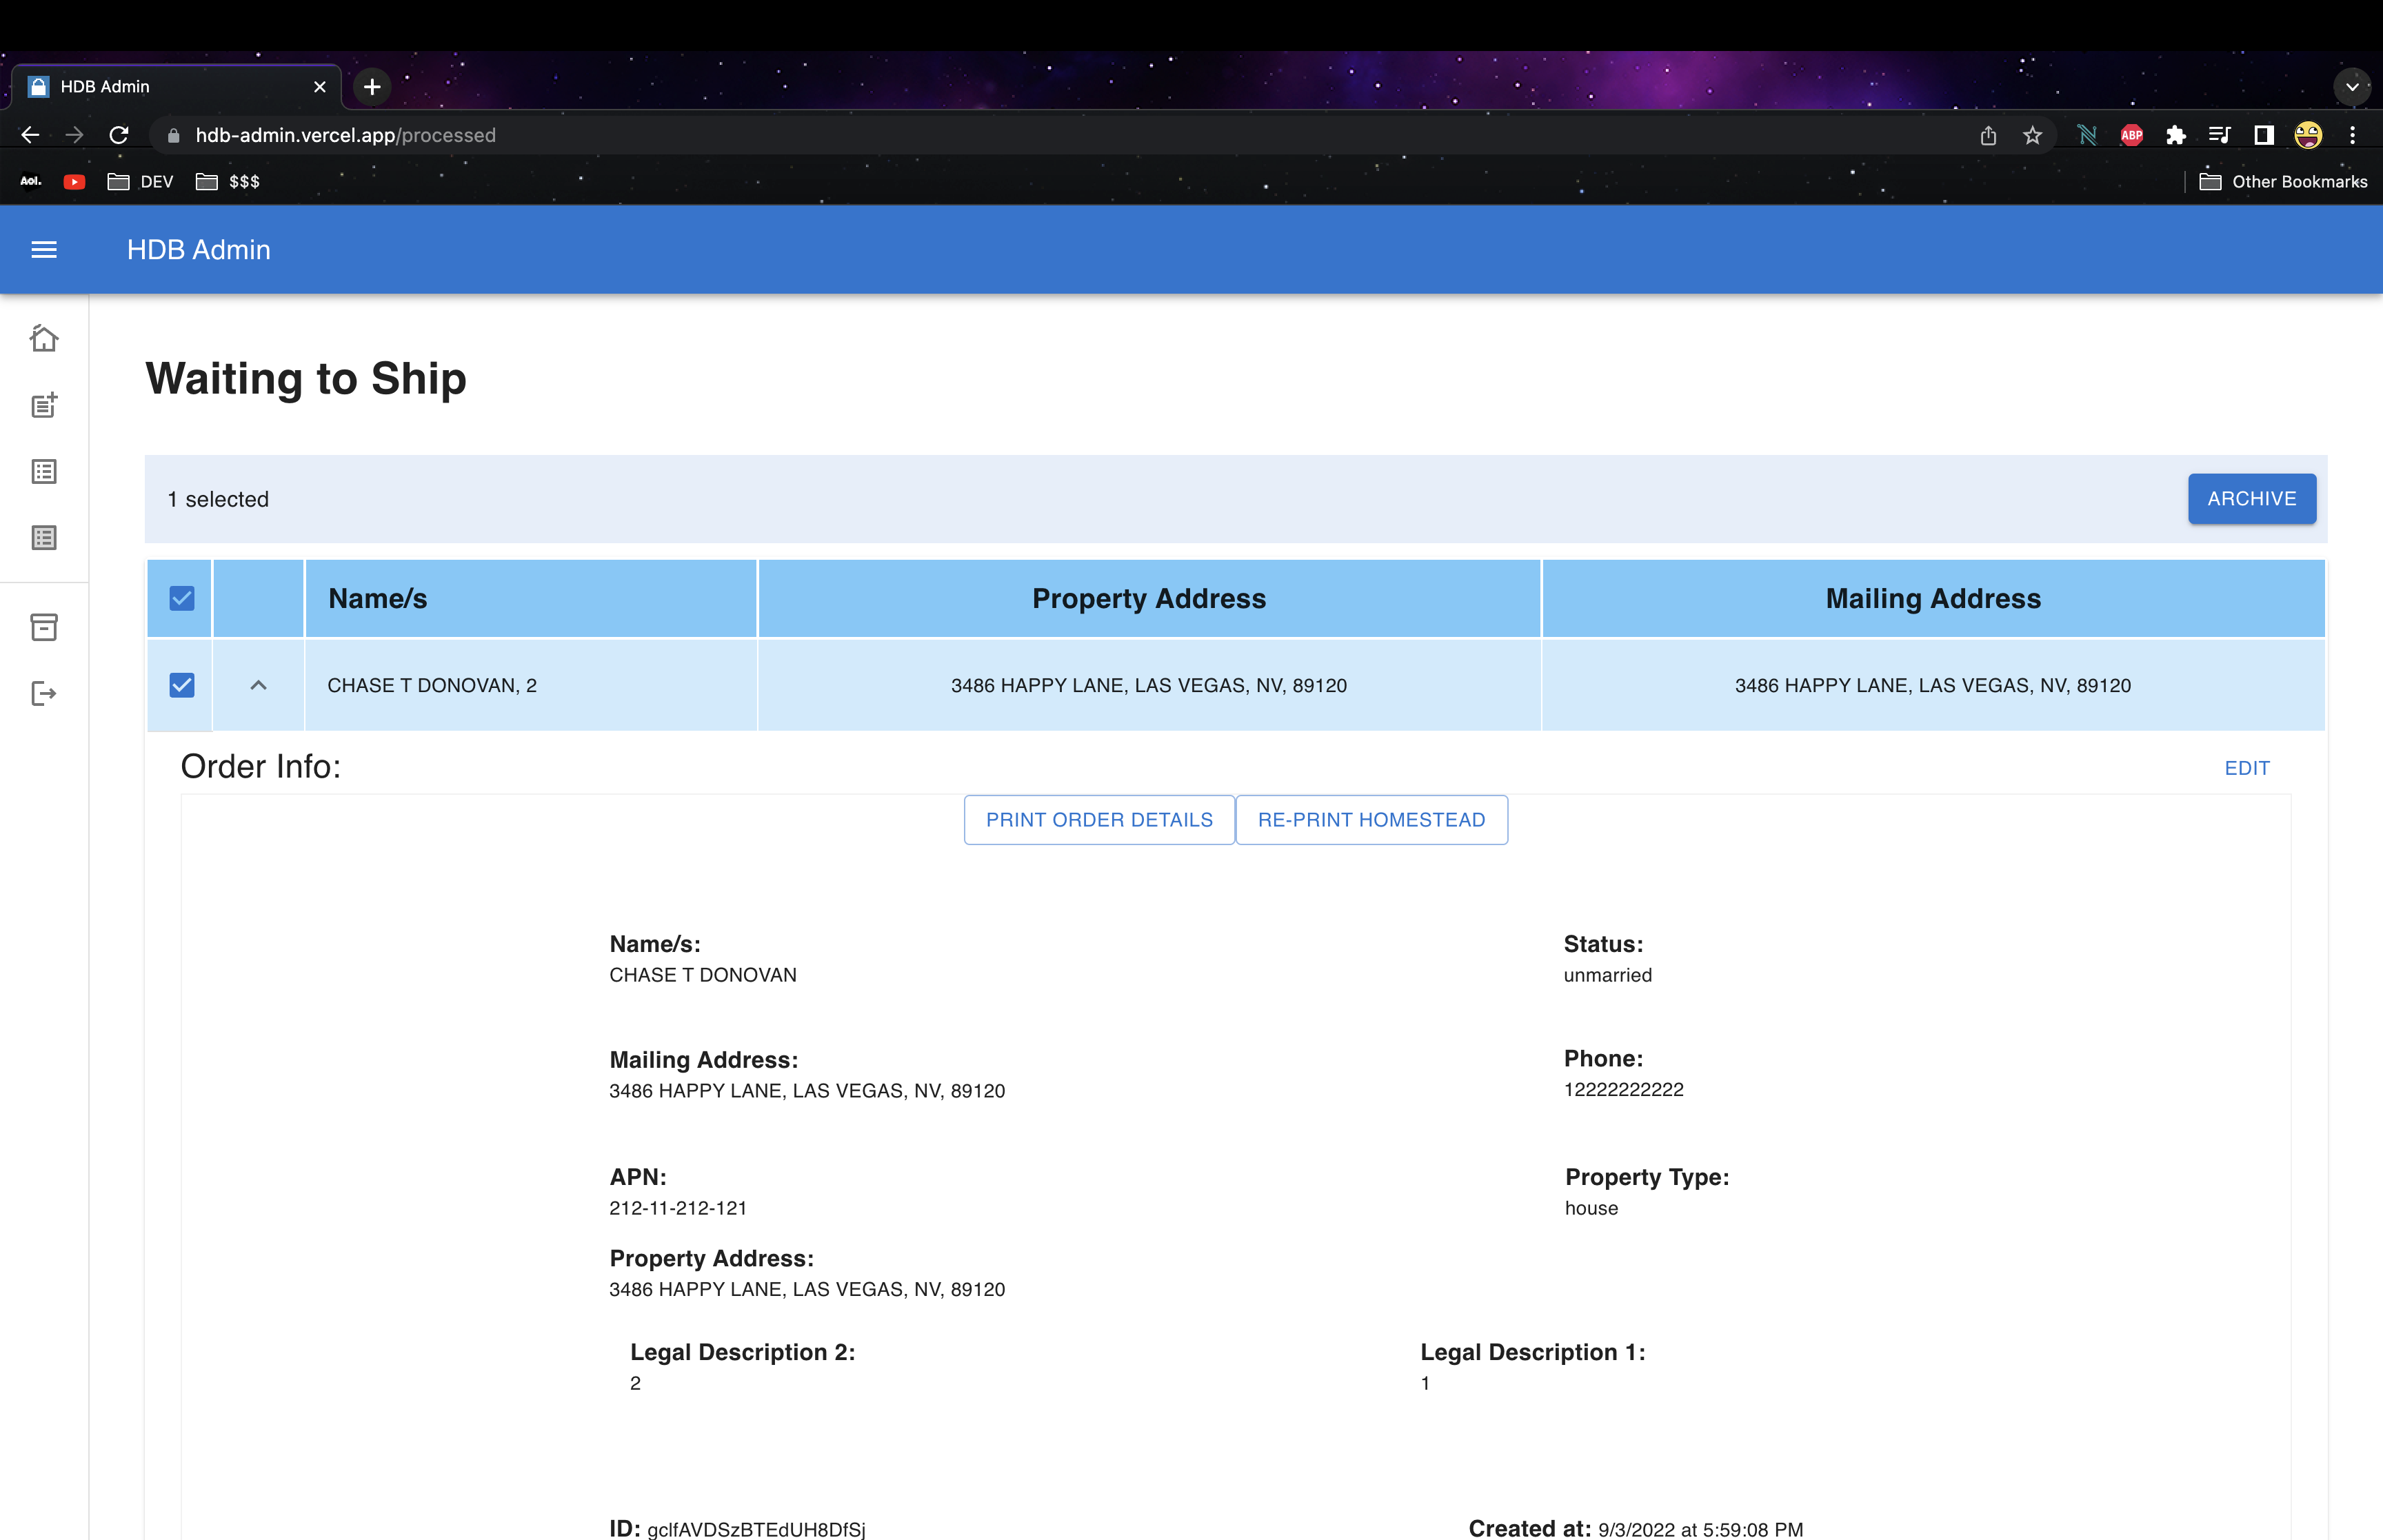 HDB Admin
hdb-admin.vercel.app/processed
ABP
Aol. DEV $$$ Other Bookmarks
HDB Admin
Waiting to Ship
1 selected ARCHIVE
Name/s Property Address Mailing Address
CHASE T DONOVAN, 2 3486 HAPPY LANE, LAS VEGAS, NV, 89120 3486 HAPPY LANE, LAS VEGAS, NV, 89120
Order Info: EDIT
PRINT ORDER DETAILS RE-PRINT HOMESTEAD
Name/s: Status:
CHASE T DONOVAN unmarried
Mailing Address: Phone:
3486 HAPPY LANE, LAS VEGAS, NV, 89120 12222222222
APN: Property Type:
212-11-212-121 house
Property Address:
3486 HAPPY LANE, LAS VEGAS, NV, 89120
Legal Description 2: Legal Description 1:
2 1
ID: gclfAVDSzBTEdUH8DfSj Created at: 9/3/2022 at 5:59:08 PM